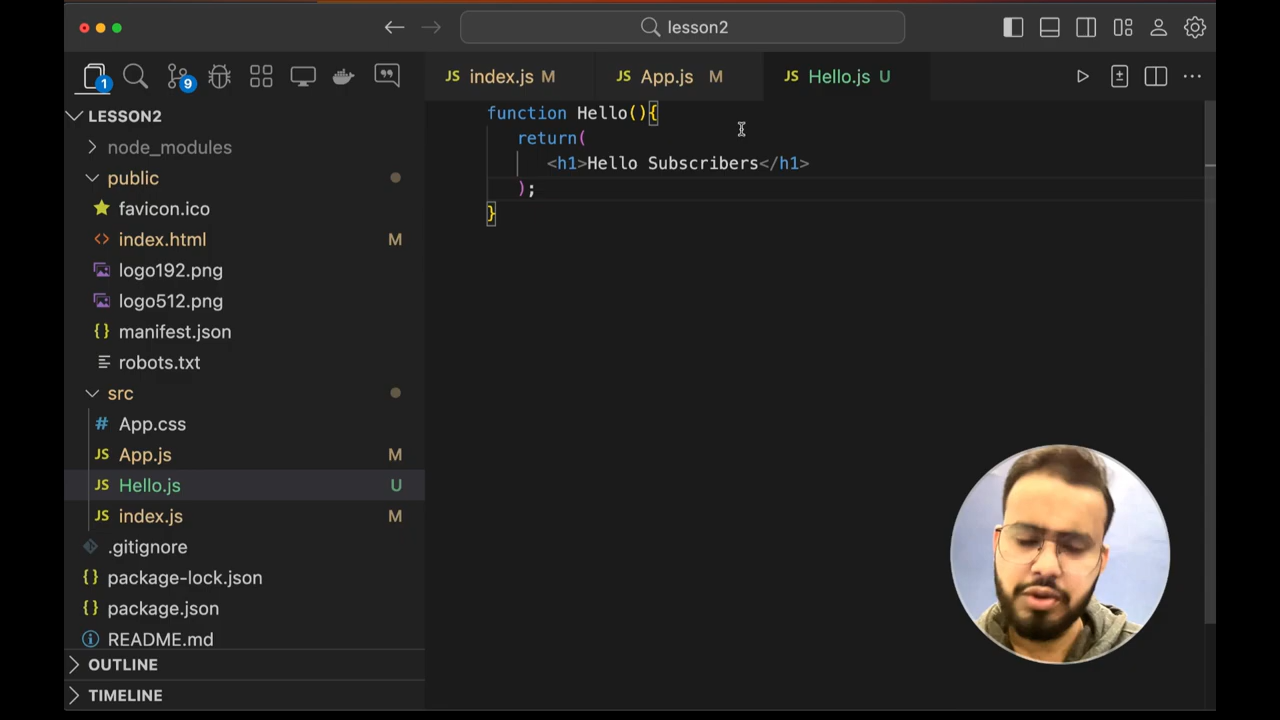 lesson2
1
9
index.js M
App.js M
Hello.js U
LESSON2
node_modules
public
favicon.ico
index.html M
logo192.png
logo512.png
manifest.json
robots.txt
src
App.css
App.js M
Hello.js U
index.js M
.gitignore
package-lock.json
package.json
README.md
OUTLINE
TIMELINE
function Hello(){
return(
<h1>Hello Subscribers</h1>
);
}